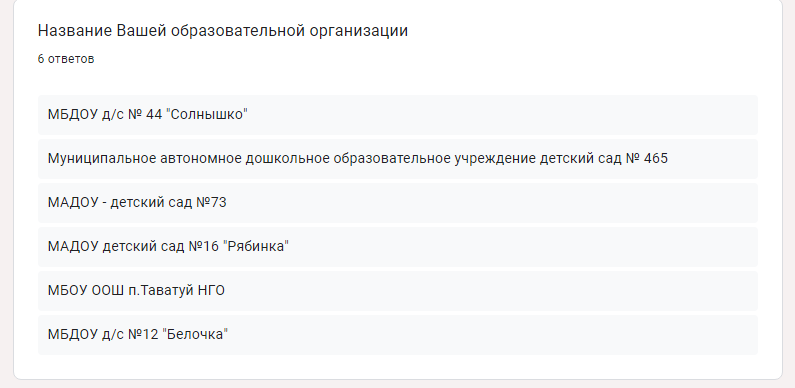 Название Вашей образовательной организации
6 ответов
МБДОУ д/с № 44 "Солнышко"
Муниципальное автономное дошкольное образовательное учреждение детский сад № 465
МАДОУ - детский сад №73
МАДОУ детский сад №16 "Рябинка"
МБОУ ООШ п.Таватуй НГО
МБДОУ д/с №12 "Белочка"